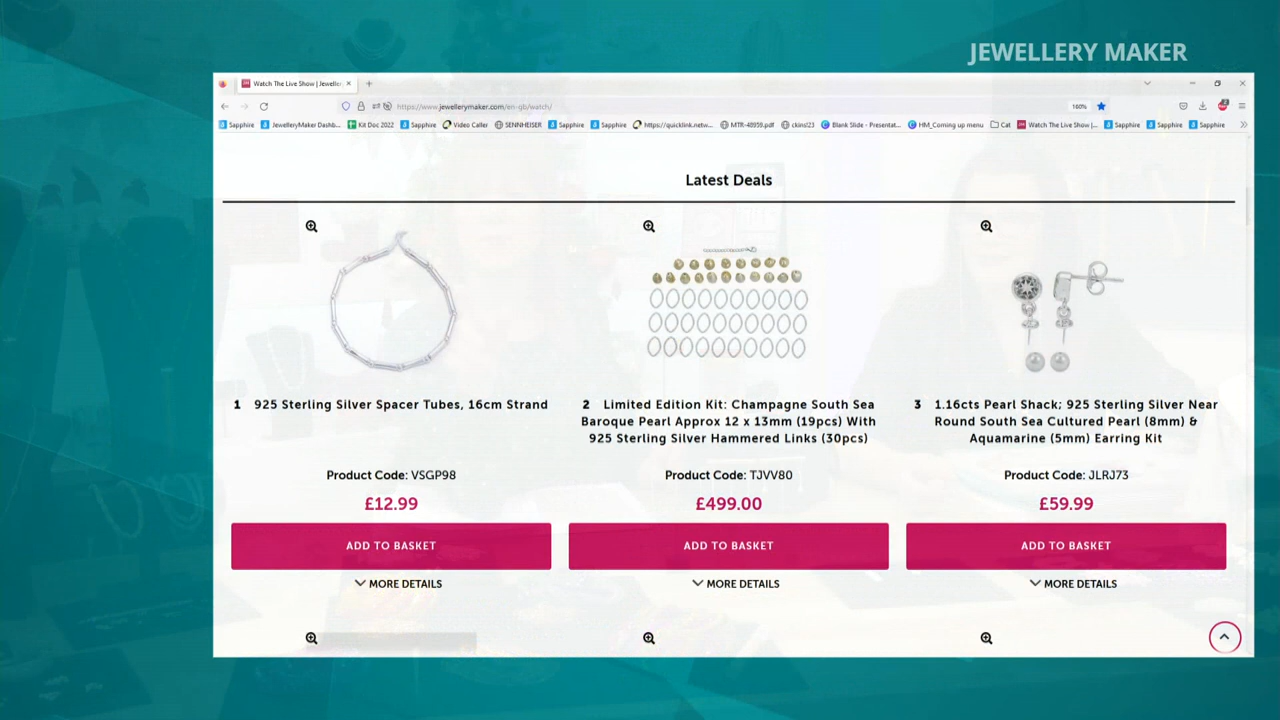 JEWELLERY MAKER
Watch The Live Show | Jeweller
https://www.jewellerymaker.com/en-gb/watch/
160%
Sapphire JewelleryMaker Dashb... Kit Doc 2022 Sapphire Video Caller SENNHEISER Sapphire Sapphire https://quicklink.netw... MTR-48959.pdf ckinsl23 Blank Slide - Presentat... HM_Coming up menu Cat Watch The Live Show |... Sapphire Sapphire Sapphire
Latest Deals
1 925 Sterling Silver Spacer Tubes, 16cm Strand
Product Code: VSGP98
£12.99
ADD TO BASKET
MORE DETAILS
2 Limited Edition Kit: Champagne South Sea
Baroque Pearl Approx 12 x 13mm (19pcs) With
925 Sterling Silver Hammered Links (30pcs)
Product Code: TJVV80
£499.00
ADD TO BASKET
MORE DETAILS
3 1.16cts Pearl Shack; 925 Sterling Silver Near
Round South Sea Cultured Pearl (8mm) &
Aquamarine (5mm) Earring Kit
Product Code: JLRJ73
£59.99
ADD TO BASKET
MORE DETAILS